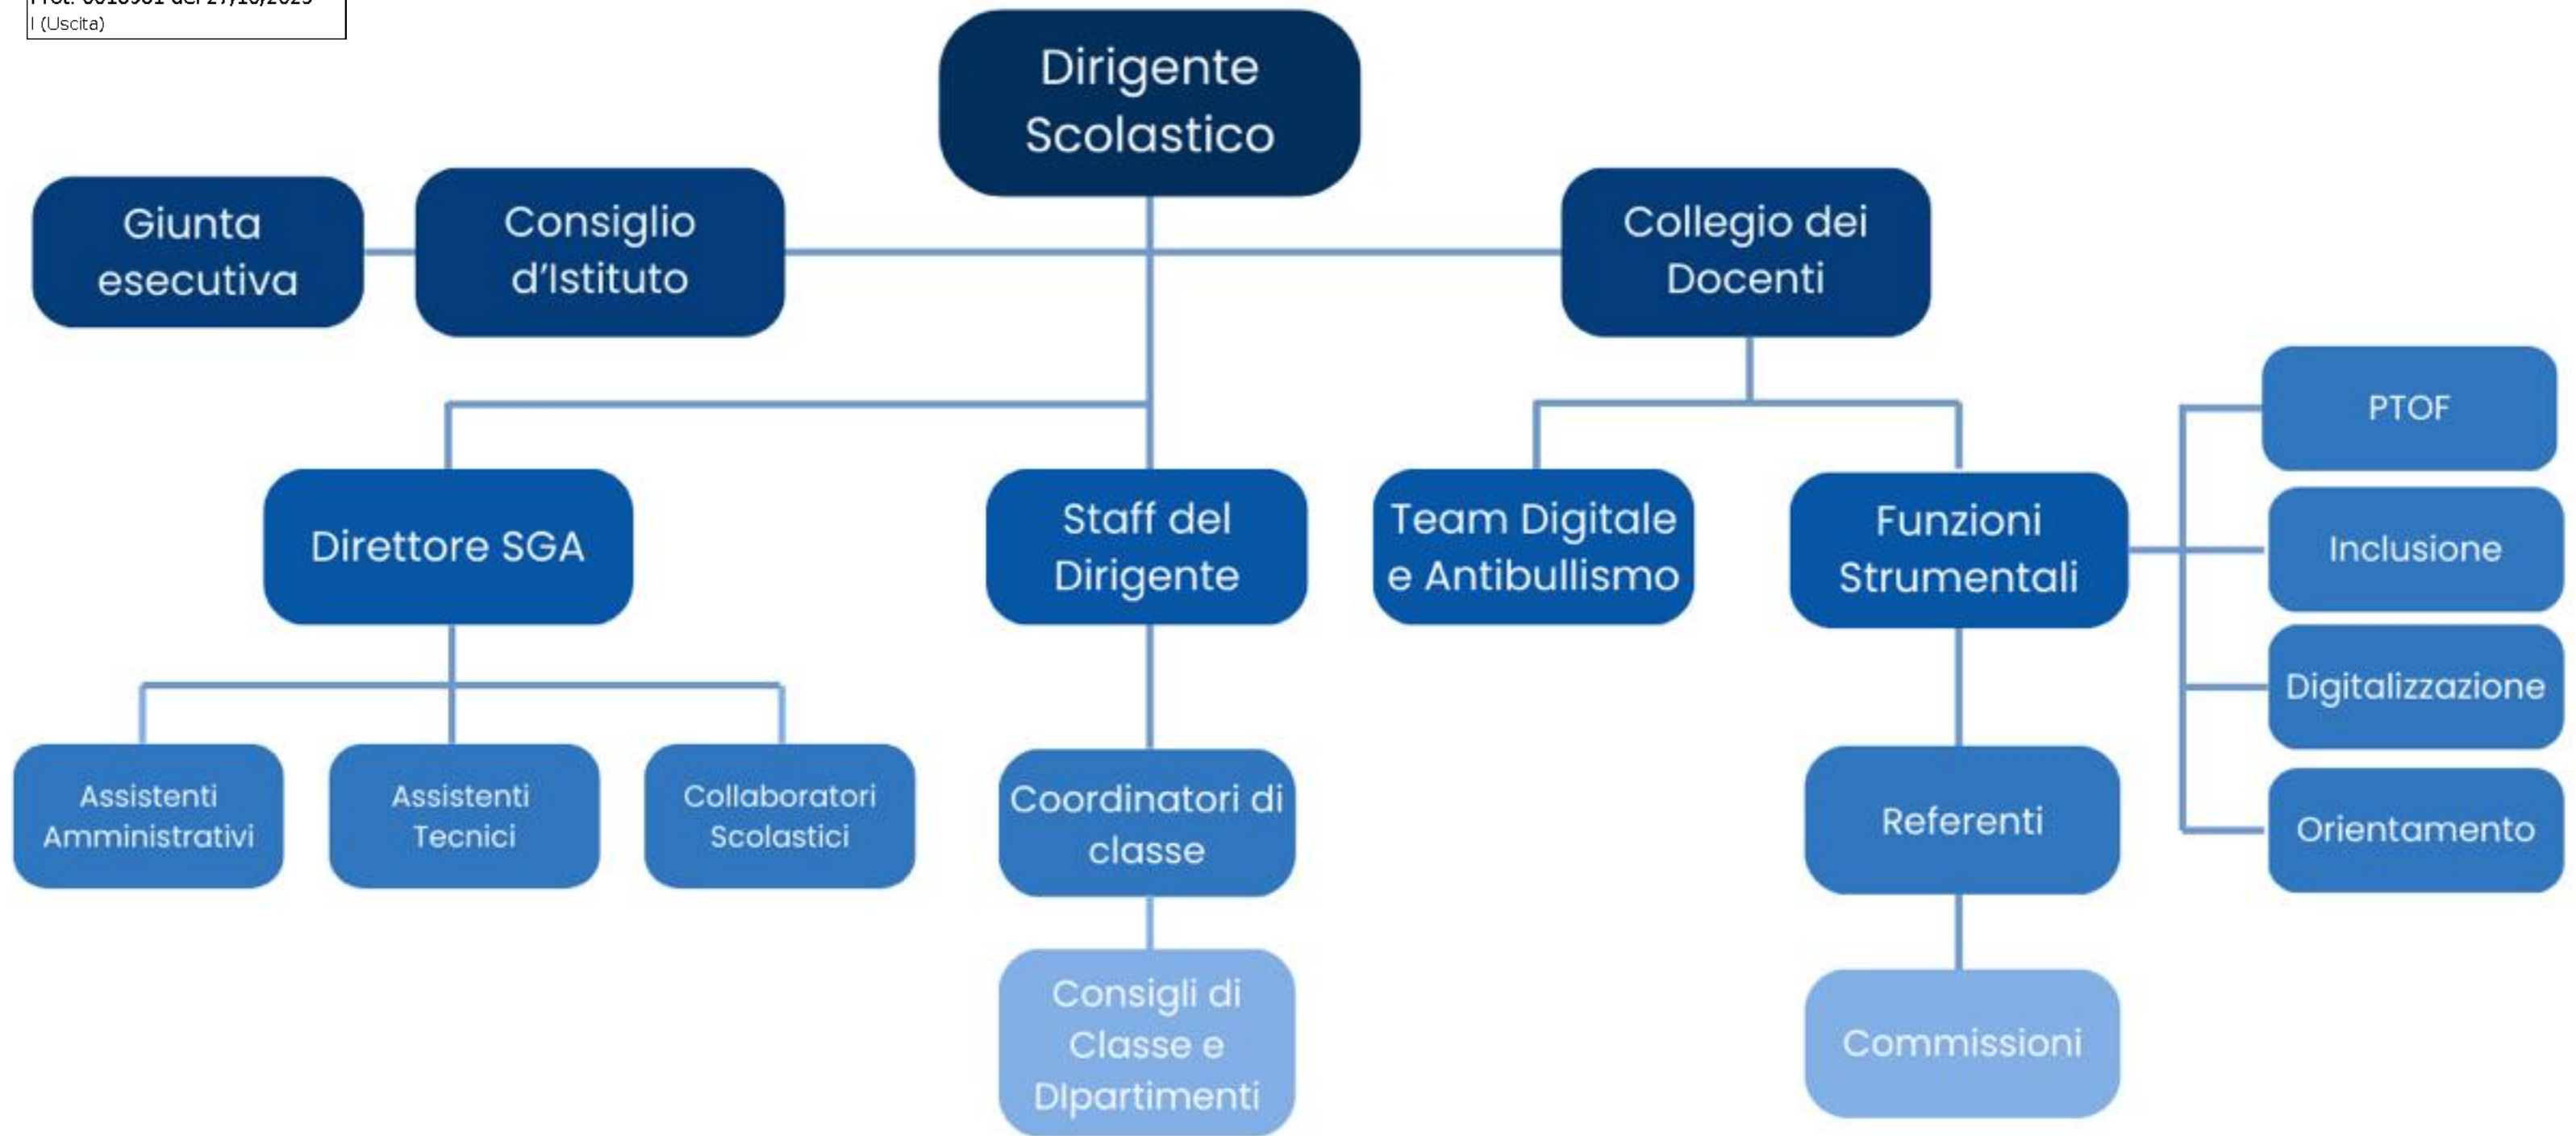 I (Uscita)
Dirigente
Scolastico
Giunta
esecutiva
Consiglio
d’Istituto
Collegio dei
Docenti
Direttore SGA
Staff del
Dirigente
Team Digitale
e Antibullismo
Funzioni
Strumentali
PTOF
Inclusione
Digitalizzazione
Orientamento
Assistenti
Amministrativi
Assistenti
Tecnici
Collaboratori
Scolastici
Coordinatori di
classe
Referenti
Consigli di
Classe e
DIpartimenti
Commissioni